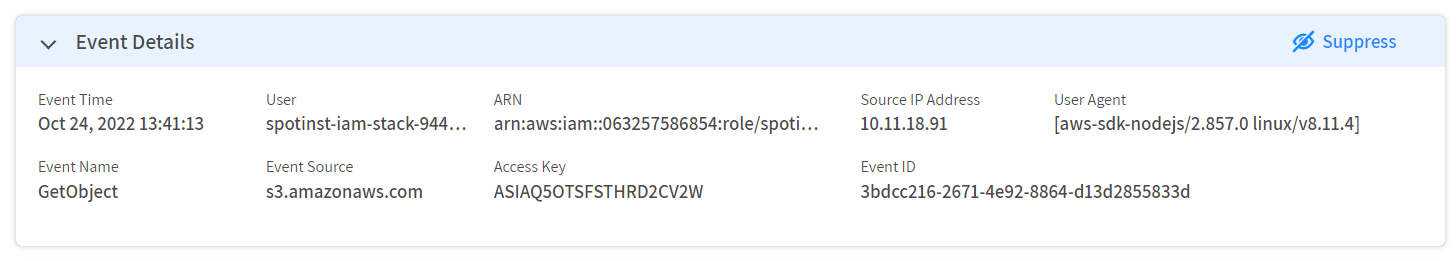 Event Details
Suppress
Event Time
User
ARN
Source IP Address
User Agent
Oct 24, 2022 13:41:13
spotinst-iam-stack-944…
arn:aws:iam::063257586854:role/spoti…
10.11.18.91
[aws-sdk-nodejs/2.857.0 linux/v8.11.4]
Event Name
Event Source
Access Key
Event ID
GetObject
s3.amazonaws.com
ASIAQ5OTSFSTHRD2CV2W
3bdcc216-2671-4e92-8864-d13d2855833d